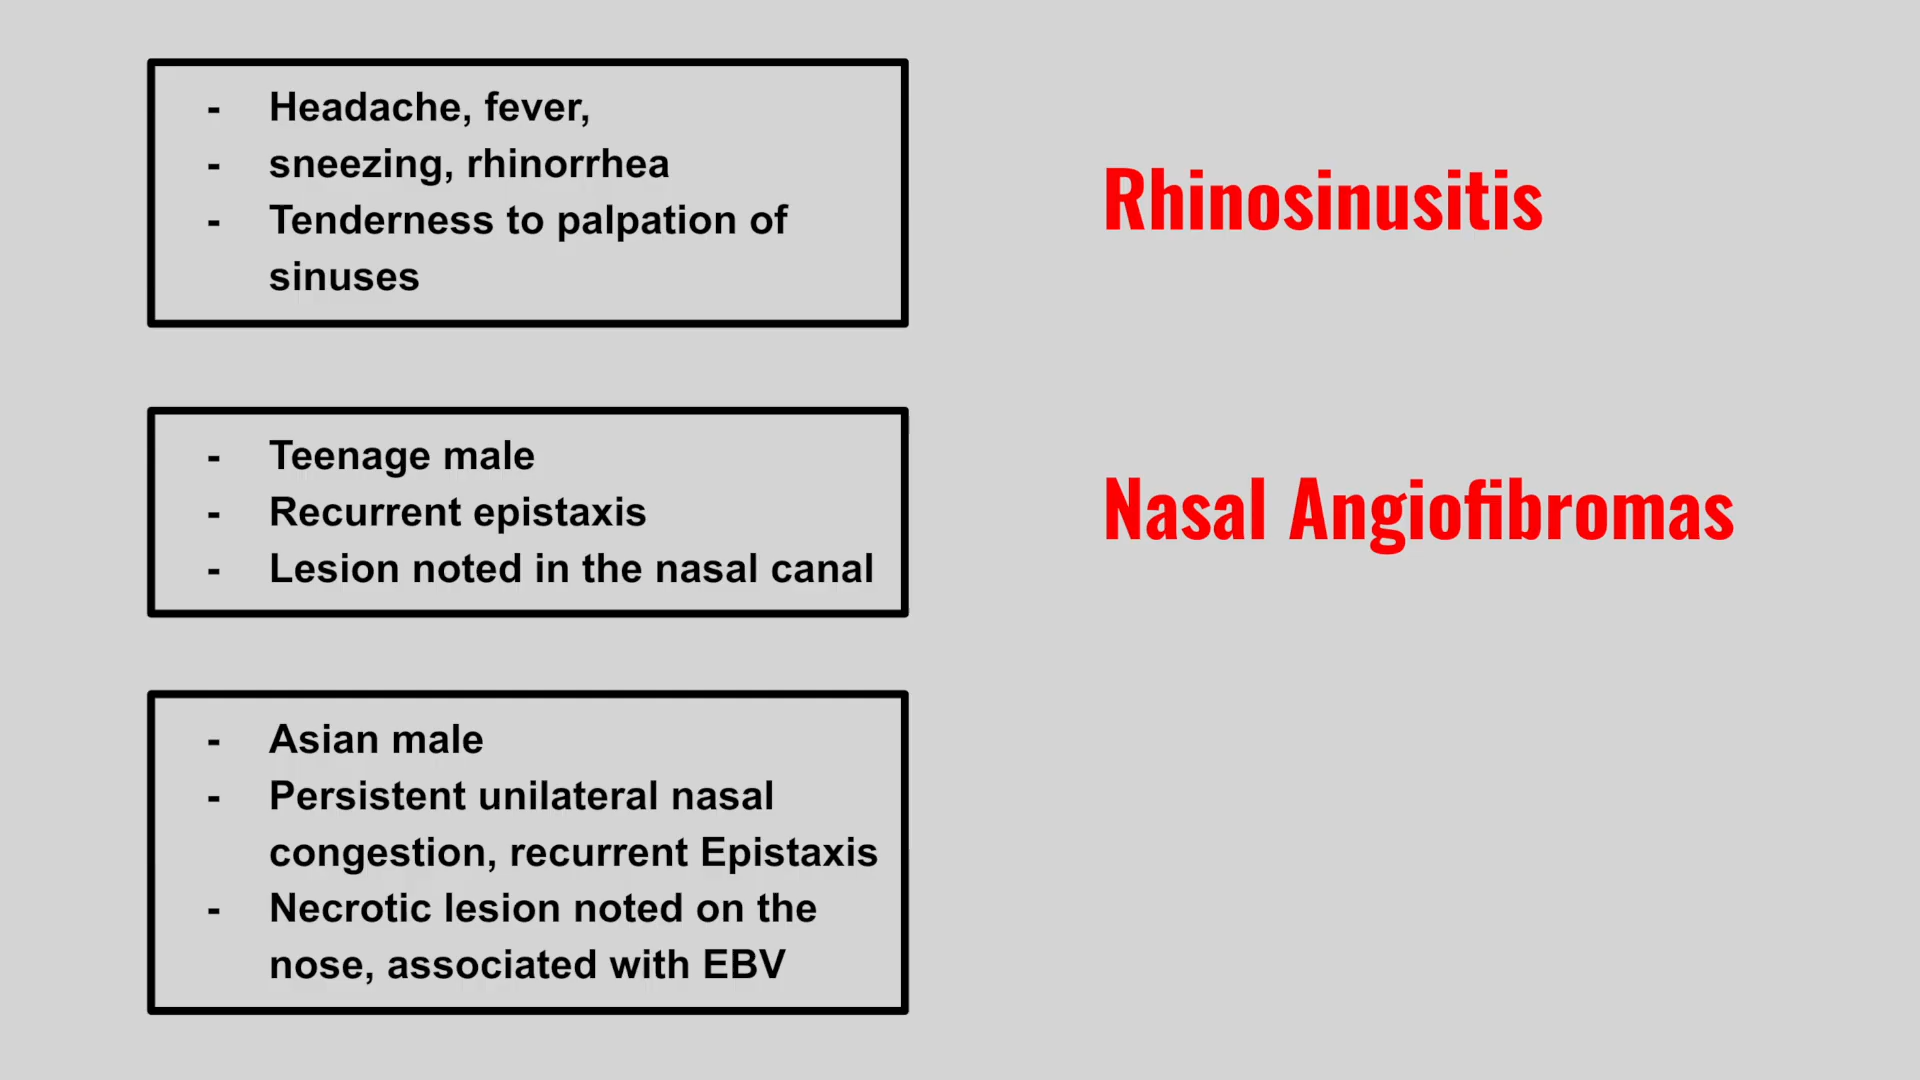 - Headache, fever,
- sneezing, rhinorrhea
- Tenderness to palpation of
sinuses
Rhinosinusitis
- Teenage male
- Recurrent epistaxis
- Lesion noted in the nasal canal
Nasal Angiofibromas
- Asian male
- Persistent unilateral nasal
congestion, recurrent Epistaxis
- Necrotic lesion noted on the
nose, associated with EBV